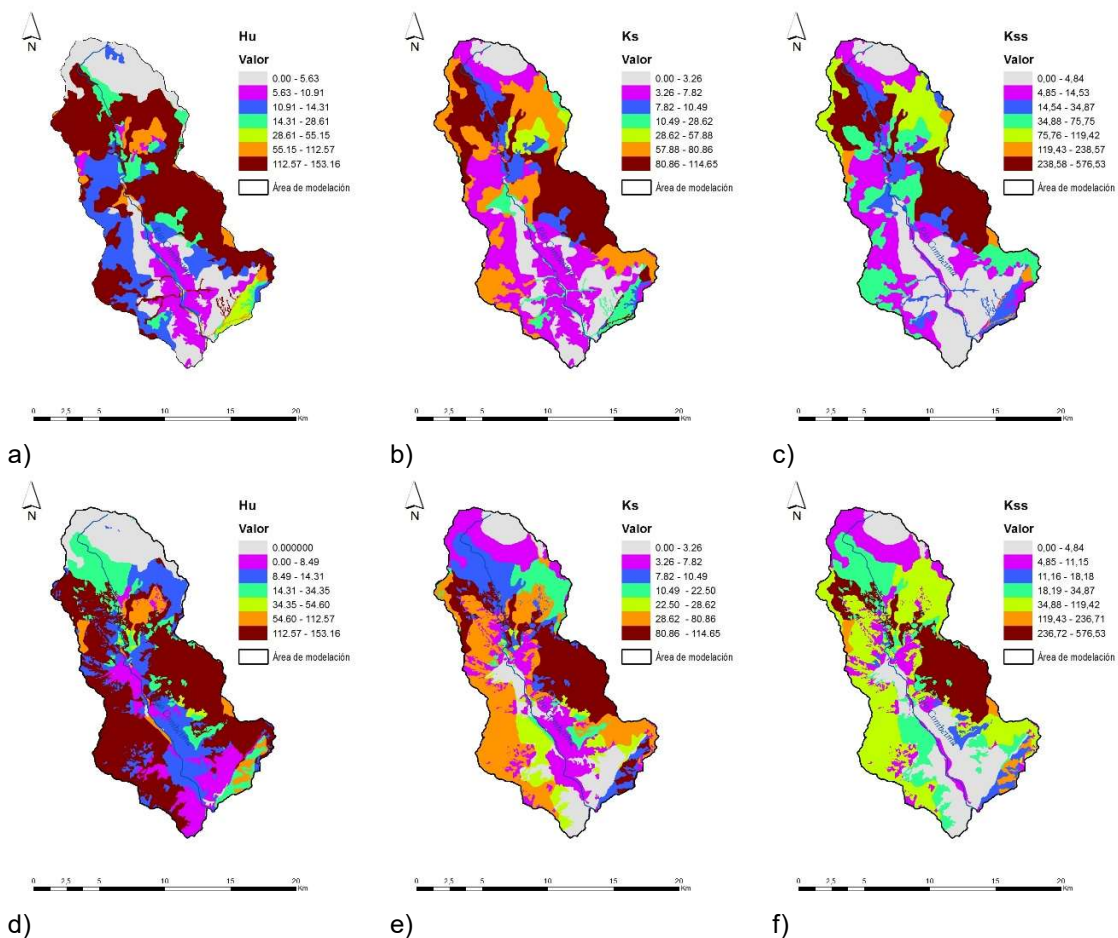 N
Hu
Valor
0.00 - 5.63
5.63 - 10.91
10.91 - 14.31
14.31 - 28.61
28.61 - 55.15
55.15 - 112.57
112.57 - 153.16
Área de modelación
0 2,5 5 10 15 20
Km
a)
N
Ks
Valor
0.00 - 3.26
3.26 - 7.82
7.82 - 10.49
10.49 - 28.62
28.62 - 57.88
57.88 - 80.86
80.86 - 114.65
Área de modelación
0 2,5 5 10 15 20
Km
b)
N
Kss
Valor
0,00 - 4,84
4,85 - 14,53
14,54 - 34,87
34,88 - 75,75
75,76 - 119,42
119,43 - 238,57
238,58 - 576,53
Área de modelación
Combeima
0 2,5 5 10 15 20
Km
c)
N
Hu
Valor
0.000000
0.00 - 8.49
8.49 - 14.31
14.31 - 34.35
34.35 - 54.60
54.60 - 112.57
112.57 - 153.16
Área de modelación
0 2,5 5 10 15 20
Km
d)
N
Ks
Valor
0.00 - 3.26
3.26 - 7.82
7.82 - 10.49
10.49 - 22.50
22.50 - 28.62
28.62 - 80.86
80.86 - 114.65
Área de modelación
0 2,5 5 10 15 20
Km
e)
N
Kss
Valor
0,00 - 4,84
4,85 - 11,15
11,16 - 18,18
18,19 - 34,87
34,88 - 119,42
119,43 - 236,71
236,72 - 576,53
Área de modelación
Combeima
0 2,5 5 10 15 20
Km
f)